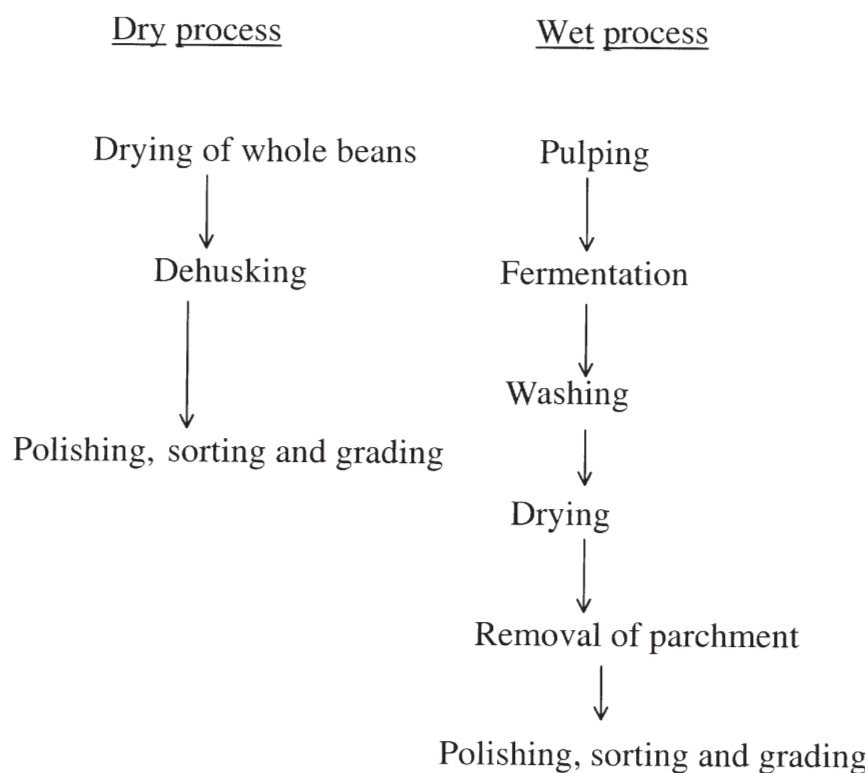 Dry process
Drying of whole beans
Dehusking
Polishing, sorting and grading
Wet process
Pulping
Fermentation
Washing
Drying
Removal of parchment
Polishing, sorting and grading